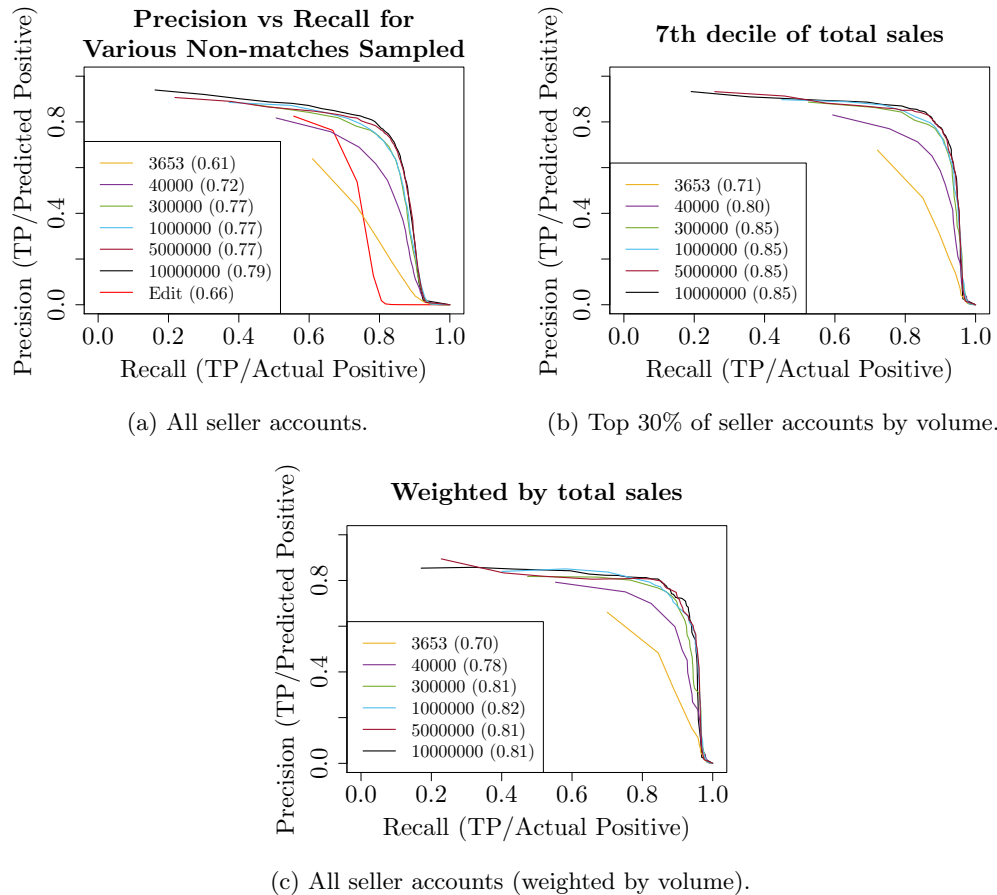 Precision vs Recall for
Various Non-matches Sampled
Precision (TP/Predicted Positive)
0.0
0.4
0.8
3653 (0.61)
40000 (0.72)
300000 (0.77)
1000000 (0.77)
5000000 (0.77)
10000000 (0.79)
Edit (0.66)
0.0 0.2 0.4 0.6 0.8 1.0
Recall (TP/Actual Positive)
(a) All seller accounts.
7th decile of total sales
Precision (TP/Predicted Positive)
0.0
0.4
0.8
3653 (0.71)
40000 (0.80)
300000 (0.85)
1000000 (0.85)
5000000 (0.85)
10000000 (0.85)
0.0 0.2 0.4 0.6 0.8 1.0
Recall (TP/Actual Positive)
(b) Top 30% of seller accounts by volume.
Weighted by total sales
Precision (TP/Predicted Positive)
0.0
0.4
0.8
3653 (0.70)
40000 (0.78)
300000 (0.81)
1000000 (0.82)
5000000 (0.81)
10000000 (0.81)
0.0 0.2 0.4 0.6 0.8 1.0
Recall (TP/Actual Positive)
(c) All seller accounts (weighted by volume).